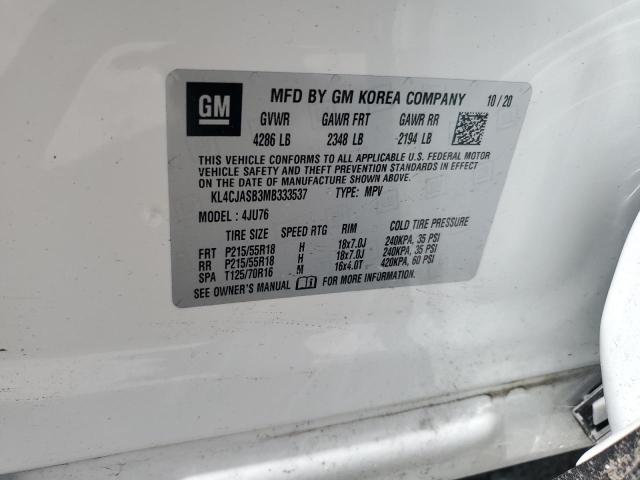 GM MFD BY GM KOREA COMPANY 10/20
GVWR GAWR FRT GAWR RR
4286 LB 2348 LB 2194 LB
THIS VEHICLE CONFORMS TO ALL APPLICABLE U.S. FEDERAL MOTOR
VEHICLE SAFETY AND THEFT PREVENTION STANDARDS IN EFFECT
ON THE DATE OF MANUFACTURE SHOWN ABOVE.
KL4CJASB3MB333537 TYPE: MPV
MODEL: 4JU76
TIRE SIZE SPEED RTG RIM COLD TIRE PRESSURE
FRT P215/55R18 H 18x7.0J 240KPA, 35 PSI
RR P215/55R18 H 18x7.0J 240KPA, 35 PSI
SPA T125/70R16 M 16x4.0T 420KPA, 60 PSI
SEE OWNER'S MANUAL FOR MORE INFORMATION.